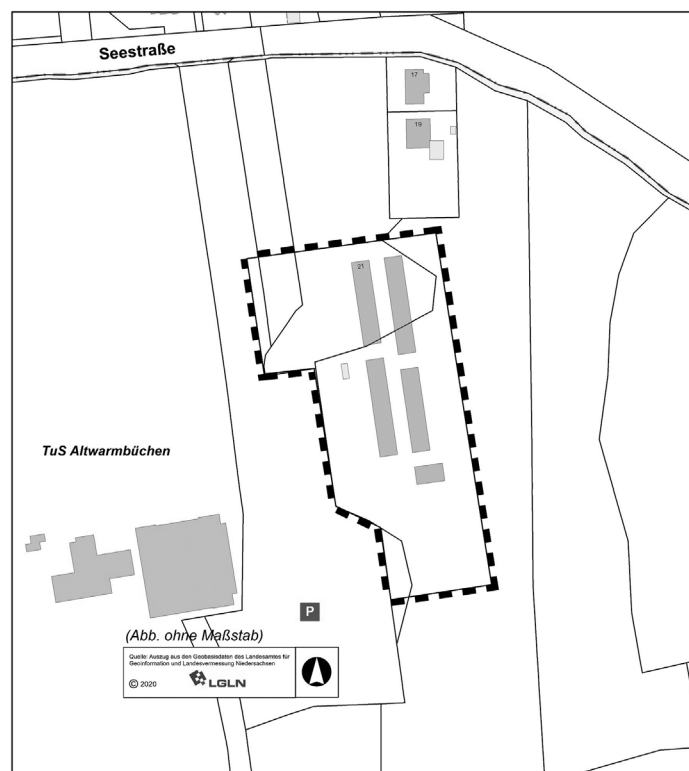 Seestraße
17
19
21
TuS Altwarmbüchen
P
(Abb. ohne Maßstab)
Quelle: Auszug aus den Geobasisdaten des Landesamtes für
Geoinformation und Landesvermessung Niedersachsen
© 2020
LGLN